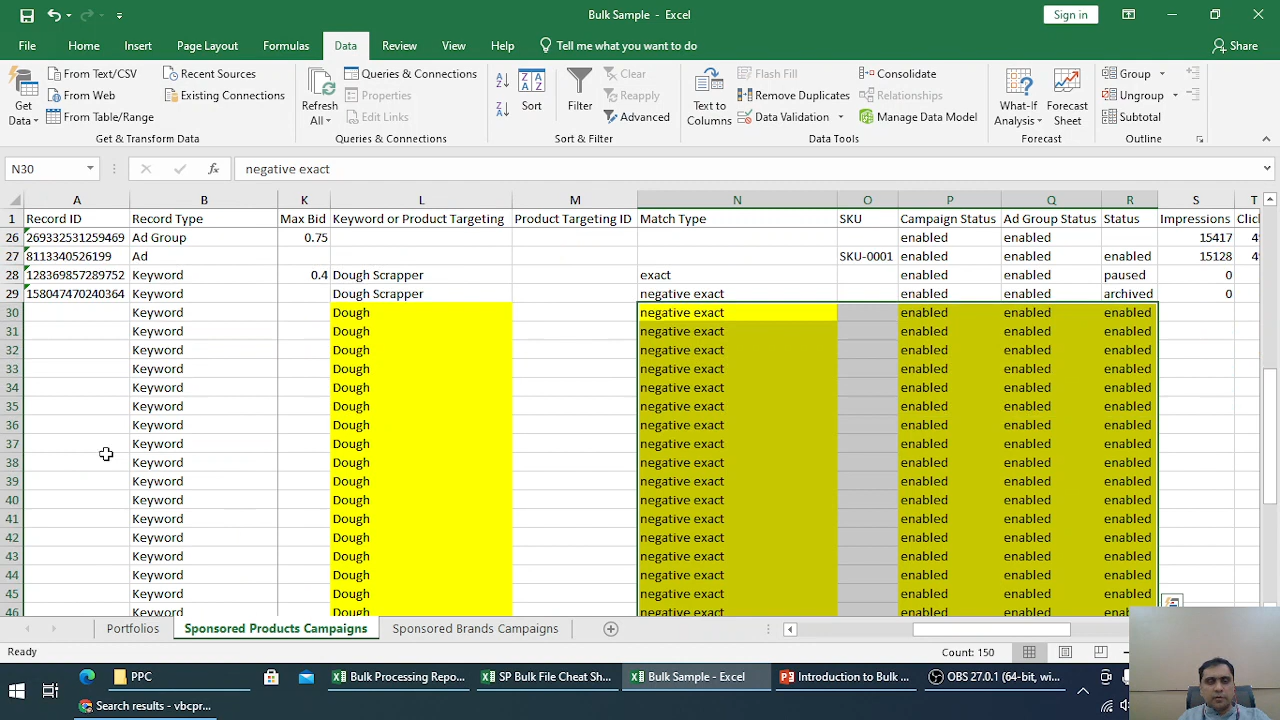 Bulk Sample - Excel
Sign in
File Home Insert Page Layout Formulas Data Review View Help Tell me what you want to do Share
Get Data
From Text/CSV
From Web
From Table/Range
Recent Sources
Existing Connections
Get & Transform Data
Refresh All
Queries & Connections
Properties
Edit Links
Queries & Connections
Sort
Filter
Clear
Reapply
Advanced
Sort & Filter
Text to Columns
Flash Fill
Remove Duplicates
Data Validation
Consolidate
Relationships
Manage Data Model
Data Tools
What-If Analysis
Forecast Sheet
Forecast
Group
Ungroup
Subtotal
Outline
N30 fx negative exact
A B K L M N O P Q R S T
1 Record ID Record Type Max Bid Keyword or Product Targeting Product Targeting ID Match Type SKU Campaign Status Ad Group Status Status Impressions Clic
26 269332531259469 Ad Group 0.75 enabled enabled 15417 4
27 8113340526199 Ad SKU-0001 enabled enabled enabled 15128 4
28 128369857289752 Keyword 0.4 Dough Scrapper exact enabled enabled paused 0
29 158047470240364 Keyword Dough Scrapper negative exact enabled enabled archived 0
30 Keyword Dough negative exact enabled enabled enabled
31 Keyword Dough negative exact enabled enabled enabled
32 Keyword Dough negative exact enabled enabled enabled
33 Keyword Dough negative exact enabled enabled enabled
34 Keyword Dough negative exact enabled enabled enabled
35 Keyword Dough negative exact enabled enabled enabled
36 Keyword Dough negative exact enabled enabled enabled
37 Keyword Dough negative exact enabled enabled enabled
38 Keyword Dough negative exact enabled enabled enabled
39 Keyword Dough negative exact enabled enabled enabled
40 Keyword Dough negative exact enabled enabled enabled
41 Keyword Dough negative exact enabled enabled enabled
42 Keyword Dough negative exact enabled enabled enabled
43 Keyword Dough negative exact enabled enabled enabled
44 Keyword Dough negative exact enabled enabled enabled
45 Keyword Dough negative exact enabled enabled enabled
46 Keyword Dough negative exact enabled enabled enabled
Portfolios Sponsored Products Campaigns Sponsored Brands Campaigns
Ready Count: 150
PPC Bulk Processing Repo... SP Bulk File Cheat Sh... Bulk Sample - Excel Introduction to Bulk ... OBS 27.0.1 (64-bit, wi...
Search results - vbcpr...